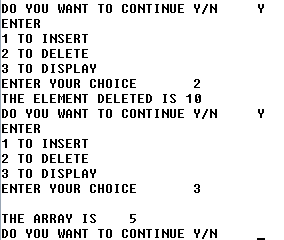 DO YOU WANT TO CONTINUE Y/N Y
ENTER
1 TO INSERT
2 TO DELETE
3 TO DISPLAY
ENTER YOUR CHOICE 2
THE ELEMENT DELETED IS 10
DO YOU WANT TO CONTINUE Y/N Y
ENTER
1 TO INSERT
2 TO DELETE
3 TO DISPLAY
ENTER YOUR CHOICE 3
THE ARRAY IS 5
DO YOU WANT TO CONTINUE Y/N _